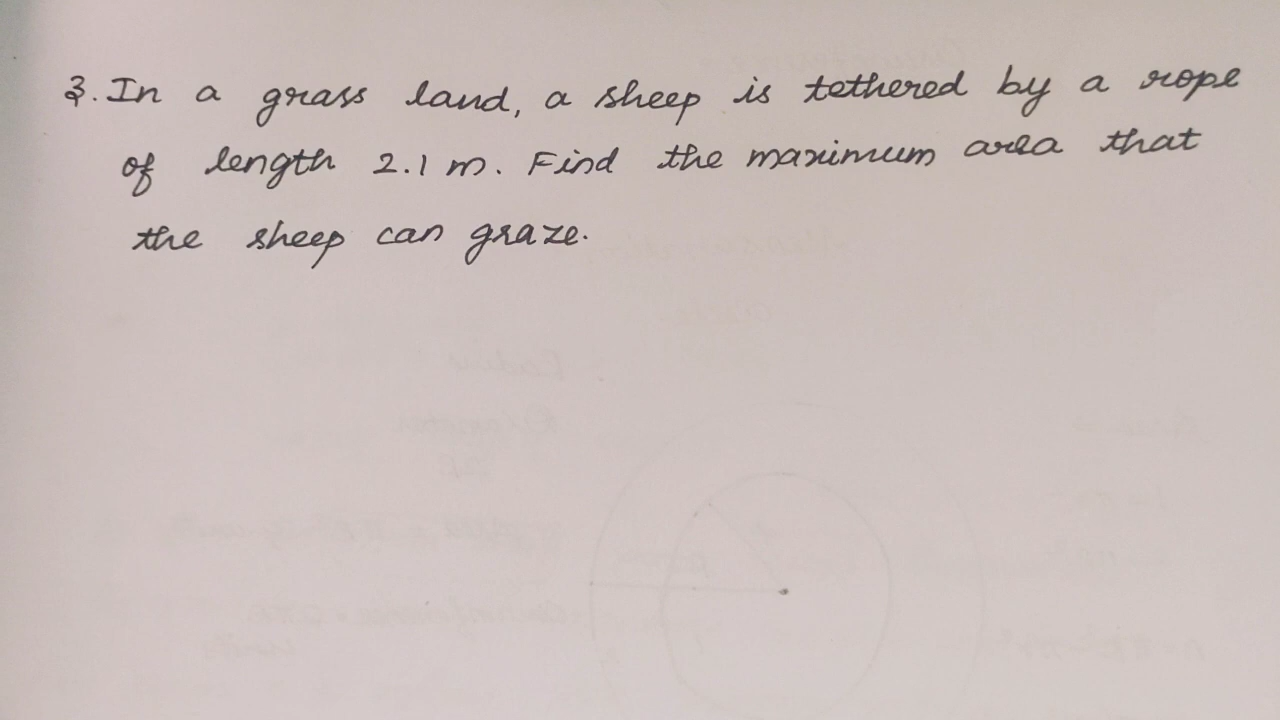 3. In a grass land, a sheep is tethered by a rope
of length 2.1 m. Find the maximum area that
the sheep can graze.